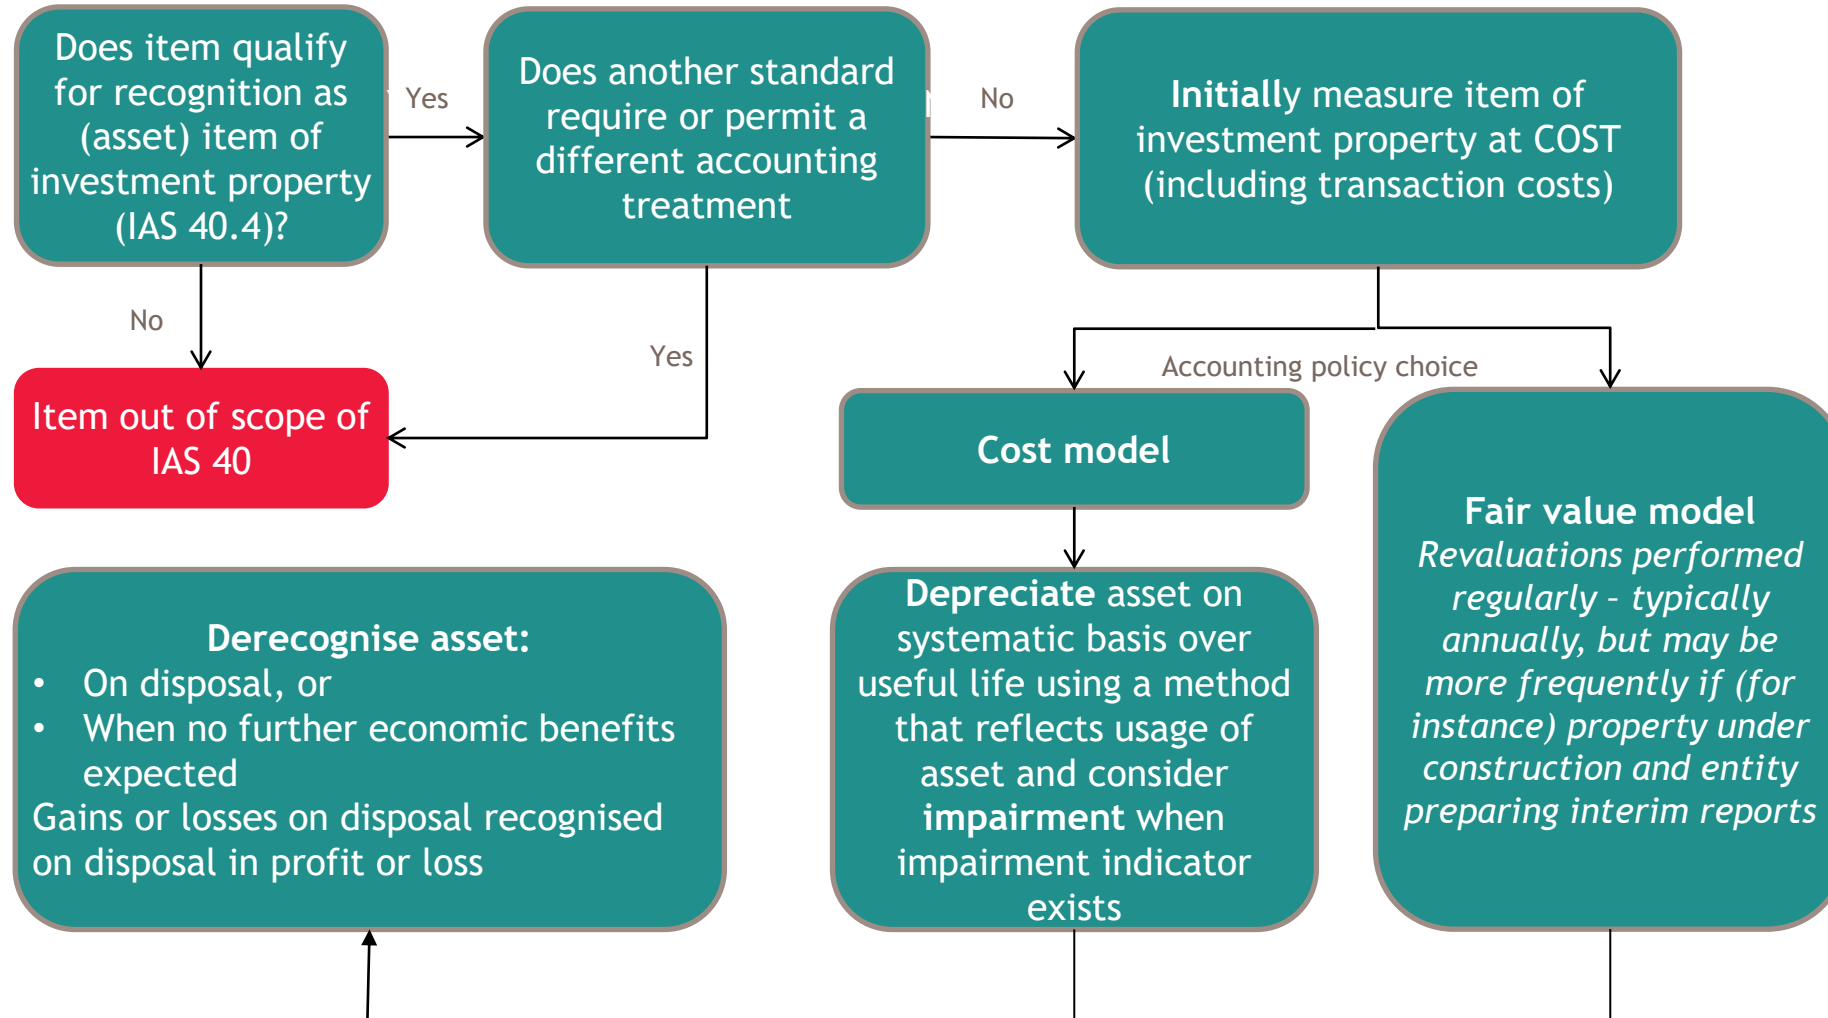 Does item qualify
for recognition as
(asset) item of
investment property
(IAS 40.4)?
Yes
Does another standard
require or permit a
different accounting
treatment
No
Initially measure item of
investment property at COST
(including transaction costs)
No
Yes
Accounting policy choice
Item out of scope of
IAS 40
Cost model
Fair value model
Revaluations performed
regularly – typically
annually, but may be
more frequently if (for
instance) property under
construction and entity
preparing interim reports
Derecognise asset:
• On disposal, or
• When no further economic benefits
expected
Gains or losses on disposal recognised
on disposal in profit or loss
Depreciate asset on
systematic basis over
useful life using a method
that reflects usage of
asset and consider
impairment when
impairment indicator
exists